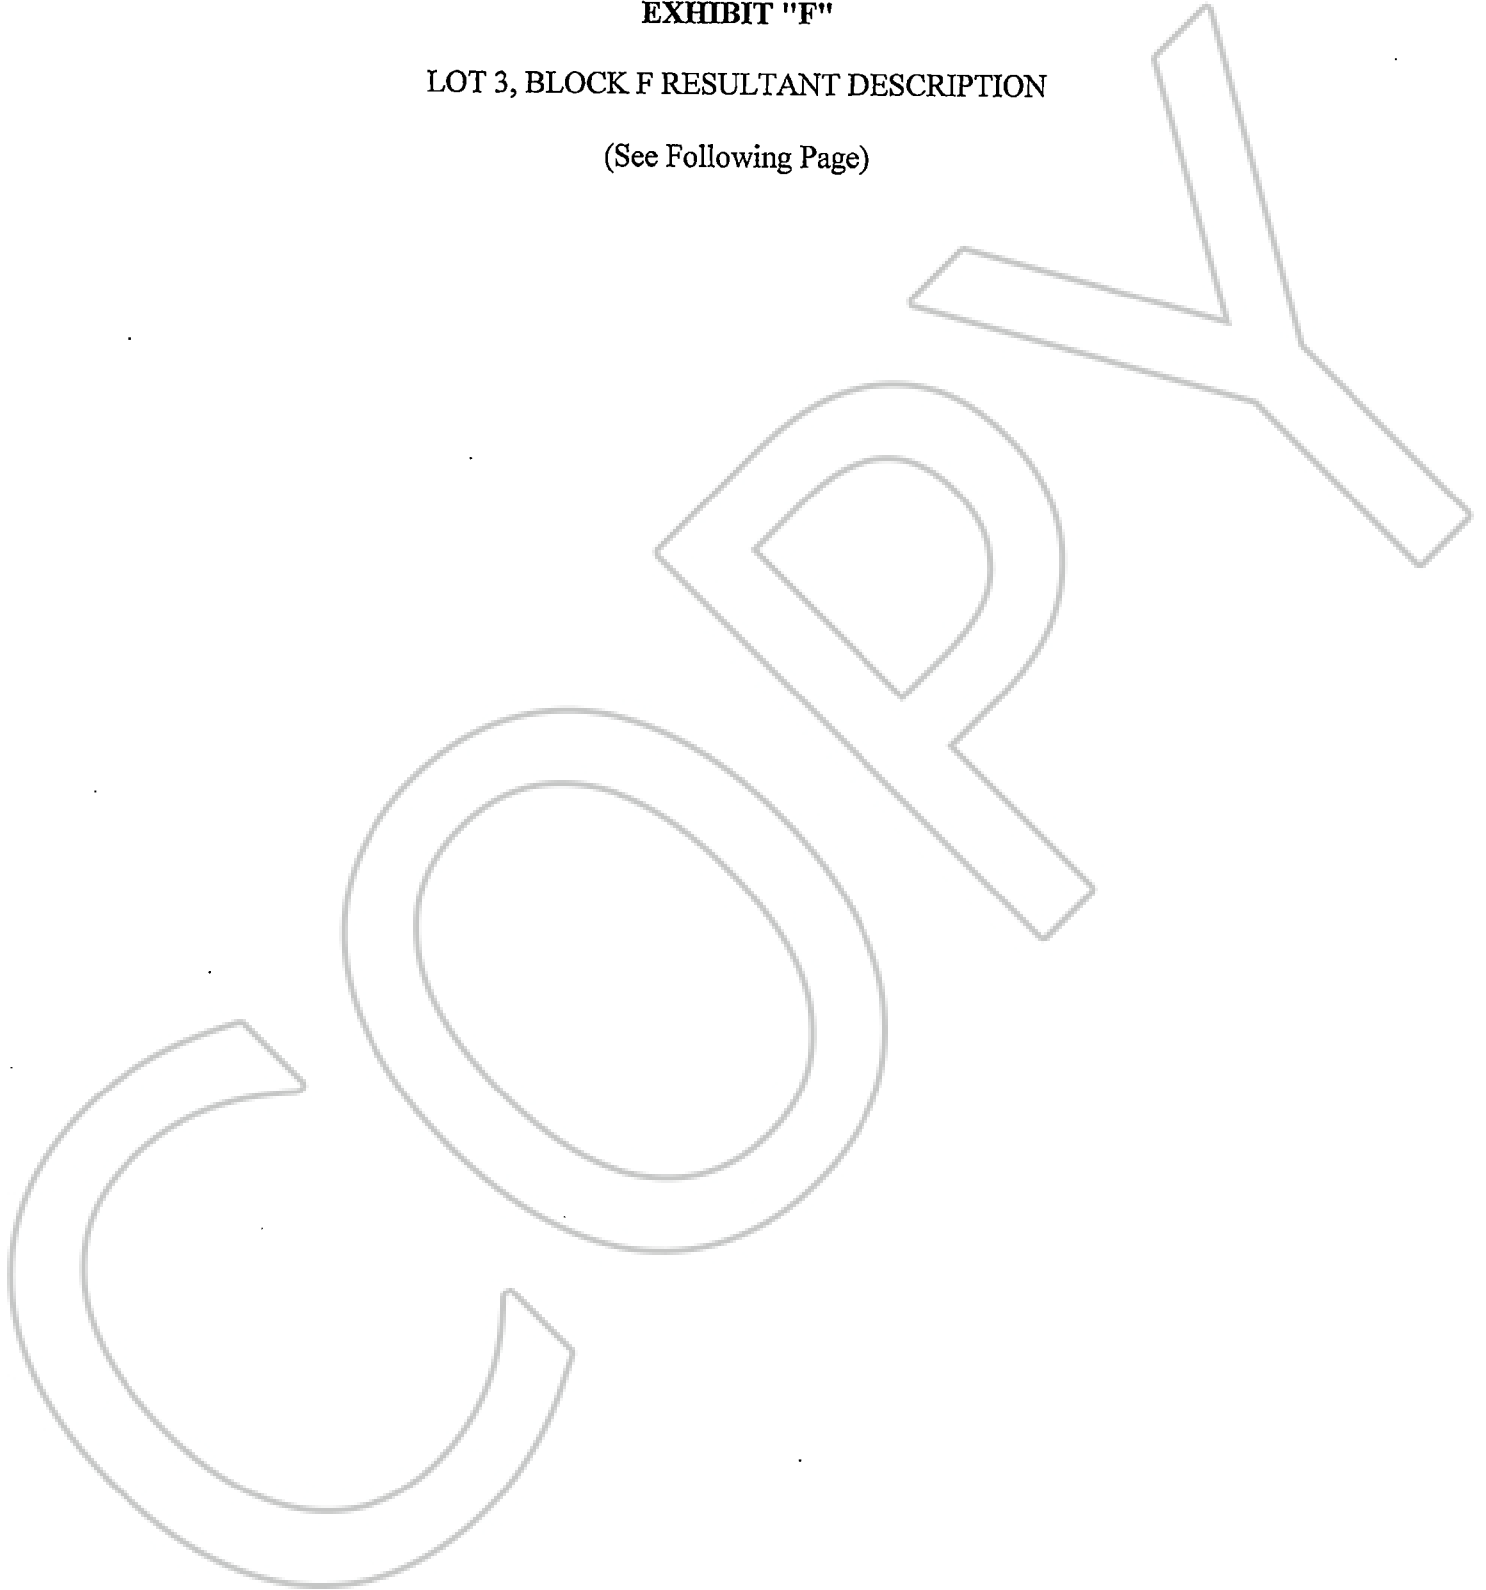 EXHIBIT "F"
LOT 3, BLOCK F RESULTANT DESCRIPTION
(See Following Page)
COPY